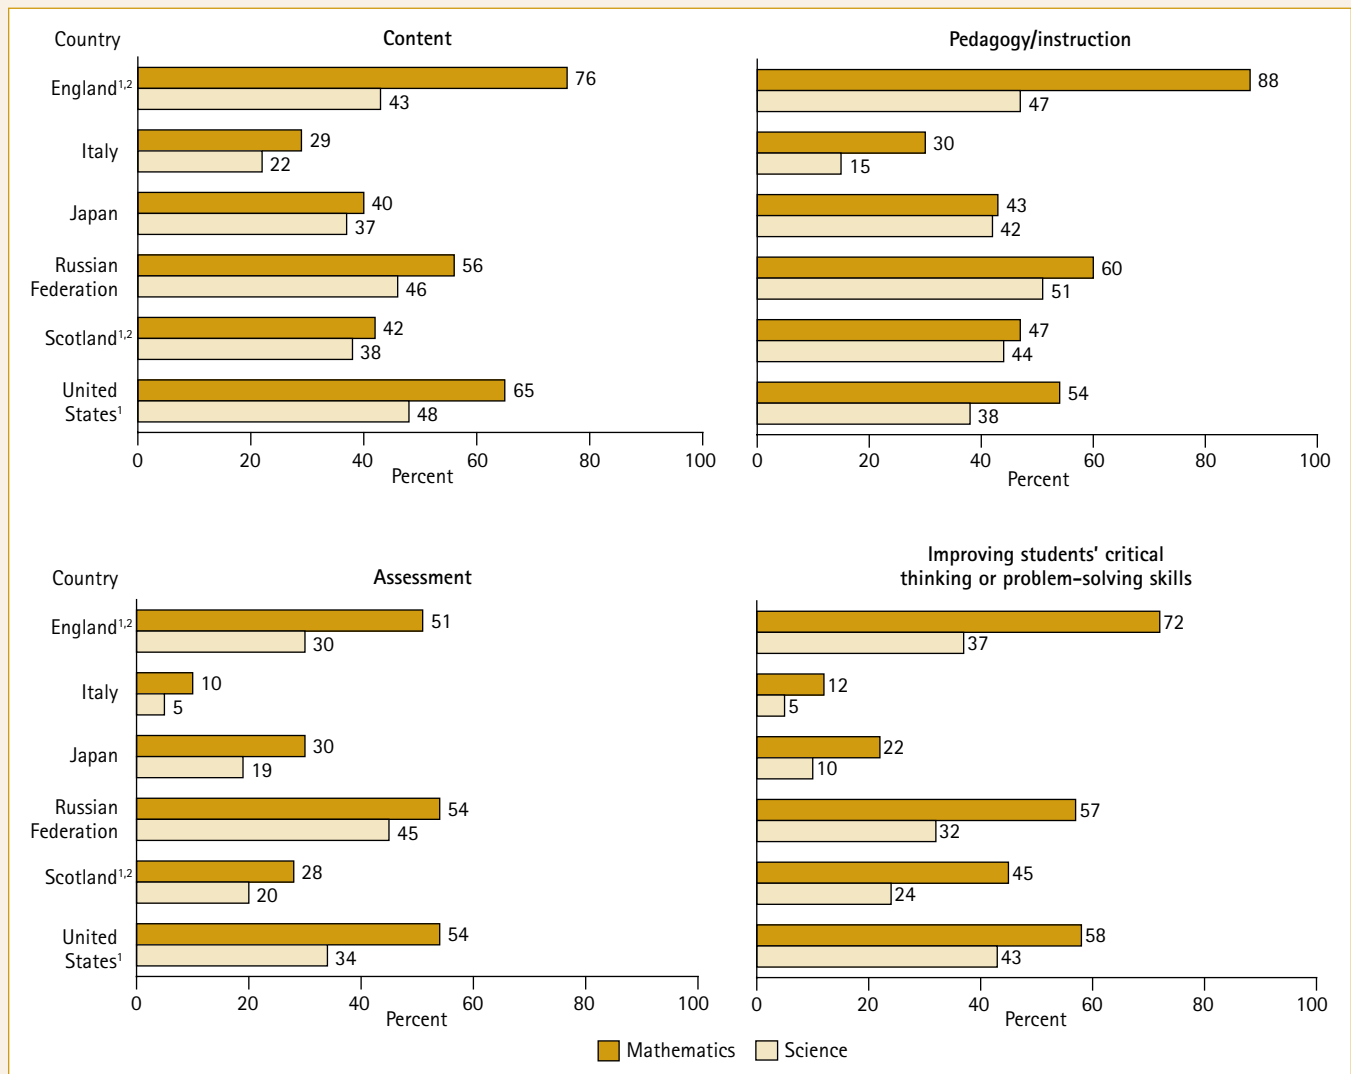 Country
Content
England1,2
76
43
Italy
29
22
Japan
40
37
Russian
Federation
56
46
Scotland1,2
42
38
United
States1
65
48
0 20 40 60 80 100
Percent
Pedagogy/instruction
88
47
30
15
43
42
60
51
47
44
54
38
0 20 40 60 80 100
Percent
Country
Assessment
England1,2
51
30
Italy
10
5
Japan
30
19
Russian
Federation
54
45
Scotland1,2
28
20
United
States1
54
34
0 20 40 60 80 100
Percent
Improving students’ critical
thinking or problem-solving skills
72
37
12
5
22
10
57
32
45
24
58
43
0 20 40 60 80 100
Percent
Mathematics Science